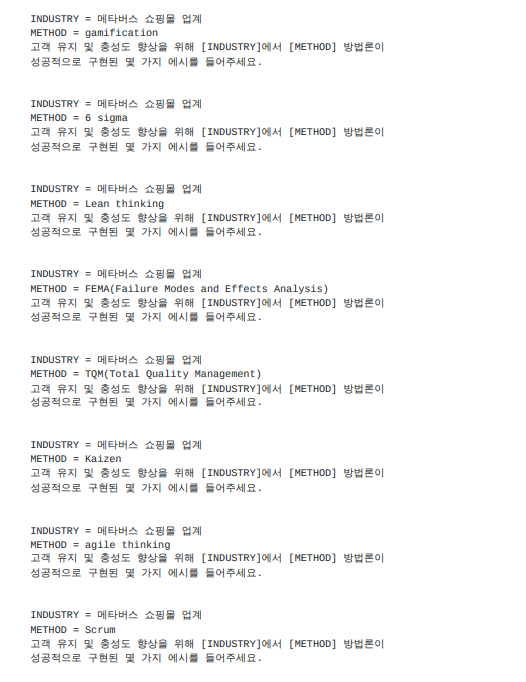 INDUSTRY = 메타버스 쇼핑몰 업계
METHOD = gamification
고객 유지 및 충성도 향상을 위해 [INDUSTRY]에서 [METHOD] 방법론이
성공적으로 구현된 몇 가지 에시를 들어주세요.
INDUSTRY = 메타버스 쇼핑몰 업계
METHOD = 6 sigma
고객 유지 및 충성도 향상을 위해 [INDUSTRY]에서 [METHOD] 방법론이
성공적으로 구현된 몇 가지 에시를 들어주세요.
INDUSTRY = 메타버스 쇼핑몰 업계
METHOD = Lean thinking
고객 유지 및 충성도 향상을 위해 [INDUSTRY]에서 [METHOD] 방법론이
성공적으로 구현된 몇 가지 에시를 들어주세요.
INDUSTRY = 메타버스 쇼핑몰 업계
METHOD = FEMA(Failure Modes and Effects Analysis)
고객 유지 및 충성도 향상을 위해 [INDUSTRY]에서 [METHOD] 방법론이
성공적으로 구현된 몇 가지 에시를 들어주세요.
INDUSTRY = 메타버스 쇼핑몰 업계
METHOD = TQM(Total Quality Management)
고객 유지 및 충성도 향상을 위해 [INDUSTRY]에서 [METHOD] 방법론이
성공적으로 구현된 몇 가지 에시를 들어주세요.
INDUSTRY = 메타버스 쇼핑몰 업계
METHOD = Kaizen
고객 유지 및 충성도 향상을 위해 [INDUSTRY]에서 [METHOD] 방법론이
성공적으로 구현된 몇 가지 에시를 들어주세요.
INDUSTRY = 메타버스 쇼핑몰 업계
METHOD = agile thinking
고객 유지 및 충성도 향상을 위해 [INDUSTRY]에서 [METHOD] 방법론이
성공적으로 구현된 몇 가지 에시를 들어주세요.
INDUSTRY = 메타버스 쇼핑몰 업계
METHOD = Scrum
고객 유지 및 충성도 향상을 위해 [INDUSTRY]에서 [METHOD] 방법론이
성공적으로 구현된 몇 가지 에시를 들어주세요.